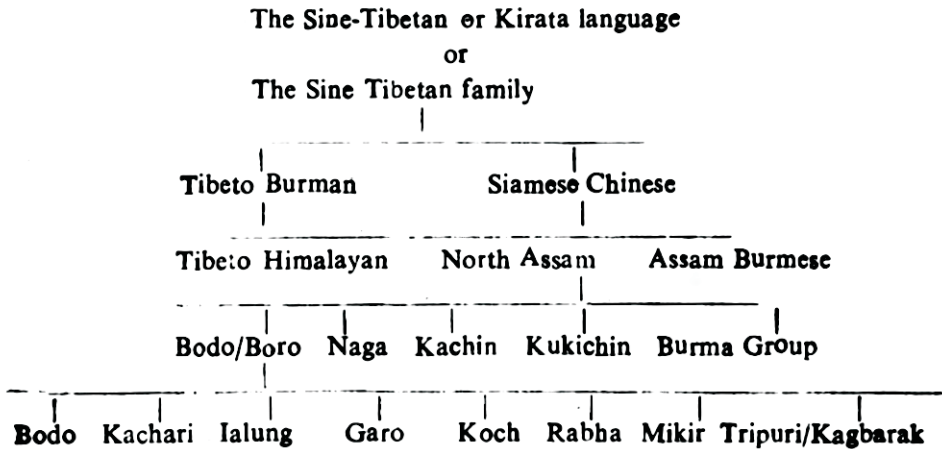 The Sine-Tibetan or Kirata language
or
The Sine Tibetan family
Tibeto Burman Siamese Chinese
Tibeto Himalayan North Assam Assam Burmese
Bodo/Boro Naga Kachin Kukichin Burma Group
Bodo Kachari Ialung Garo Koch Rabha Mikir Tripuri/Kagbarak